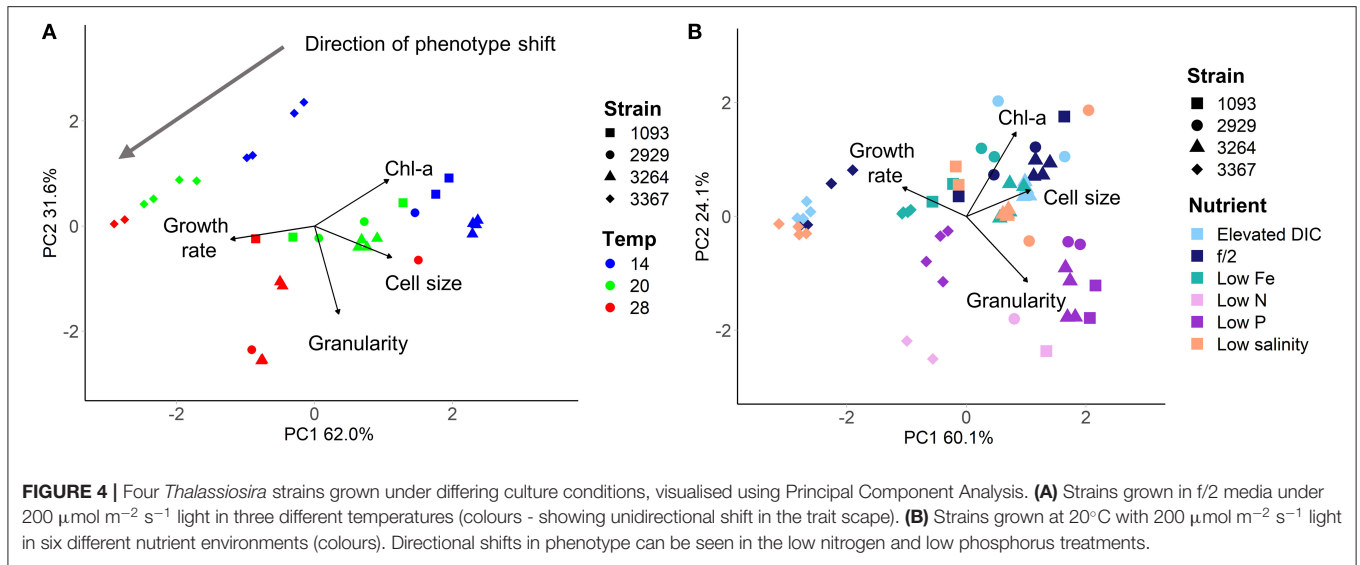 A
Direction of phenotype shift
2
0
-2
PC2 31.6%
Chl-a
Growth
rate
Cell size
Granularity
-2
0
2
PC1 62.0%
Strain
1093
2929
3264
3367
Temp
14
20
28
B
2
0
-2
PC2 24.1%
Chl-a
Growth
rate
Cell size
Granularity
-2
0
2
PC1 60.1%
Strain
1093
2929
3264
3367
Nutrient
Elevated DIC
f/2
Low Fe
Low N
Low P
Low salinity
FIGURE 4 | Four Thalassiosira strains grown under differing culture conditions, visualised using Principal Component Analysis. (A) Strains grown in f/2 media under
200 μmol m−2 s−1 light in three different temperatures (colours - showing unidirectional shift in the trait scape). (B) Strains grown at 20°C with 200 μmol m−2 s−1 light
in six different nutrient environments (colours). Directional shifts in phenotype can be seen in the low nitrogen and low phosphorus treatments.